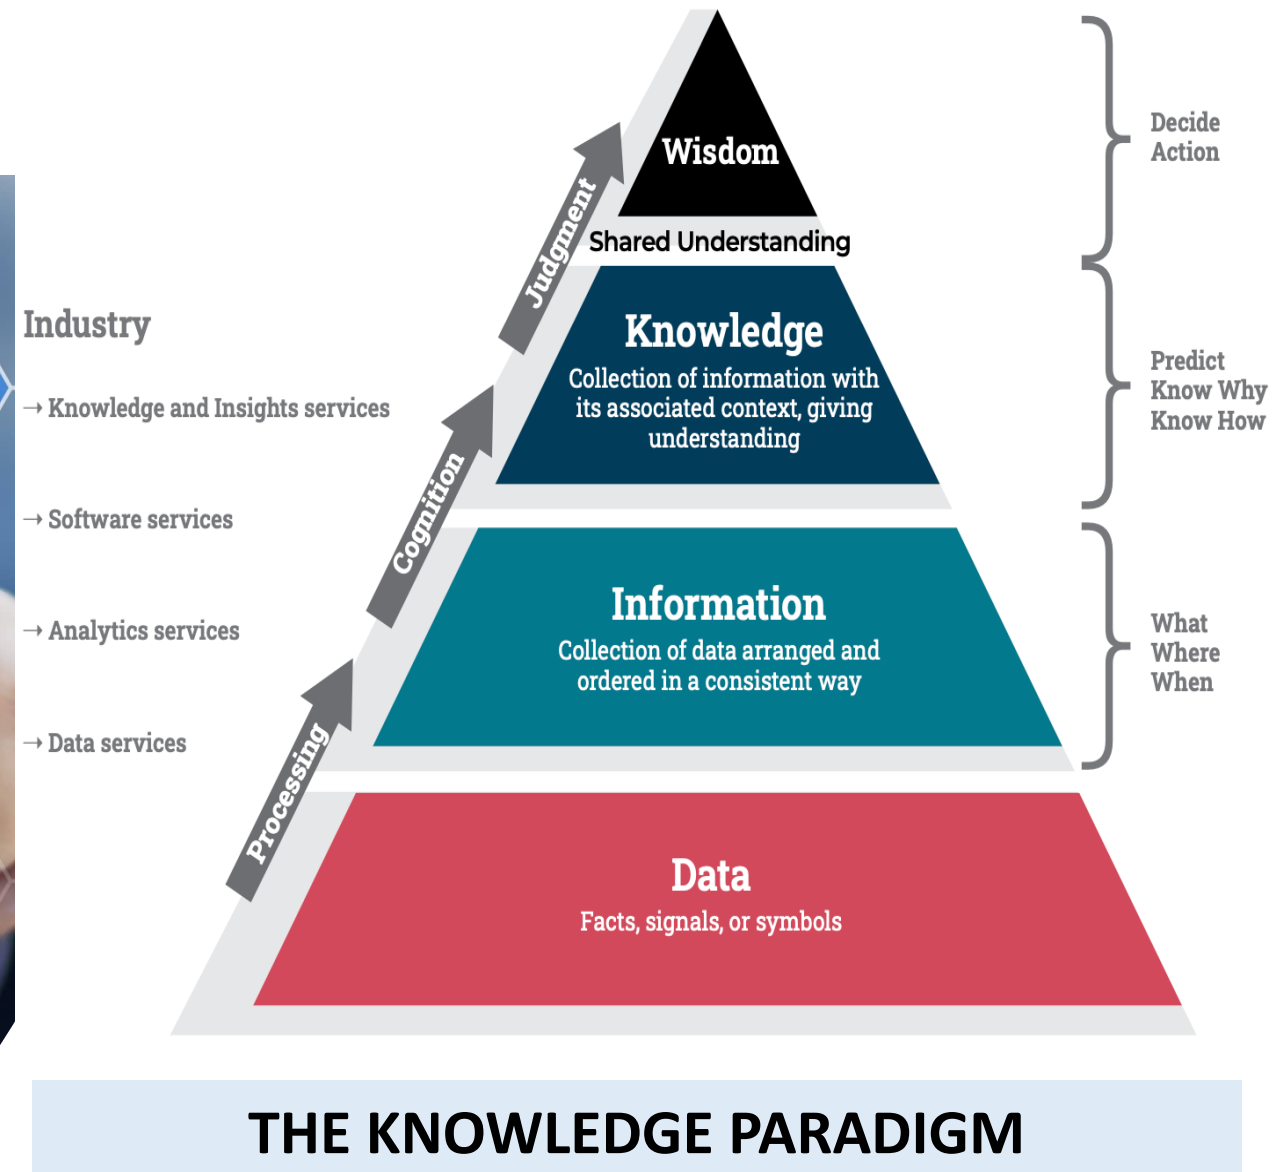 Wisdom
Shared Understanding
Judgment
Decide
Action
Knowledge
Collection of information with
its associated context, giving
understanding
Cognition
Predict
Know Why
Know How
Information
Collection of data arranged and
ordered in a consistent way
Processing
What
Where
When
Data
Facts, signals, or symbols
Industry
→ Knowledge and Insights services
→ Software services
→ Analytics services
→ Data services
THE KNOWLEDGE PARADIGM